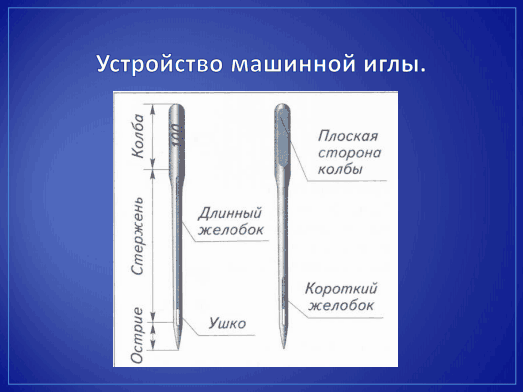 Устройство машинной иглы.
Колба
100
Плоская
сторона
колбы
Стержень
Длинный
желобок
Короткий
желобок
Ушко
Острие